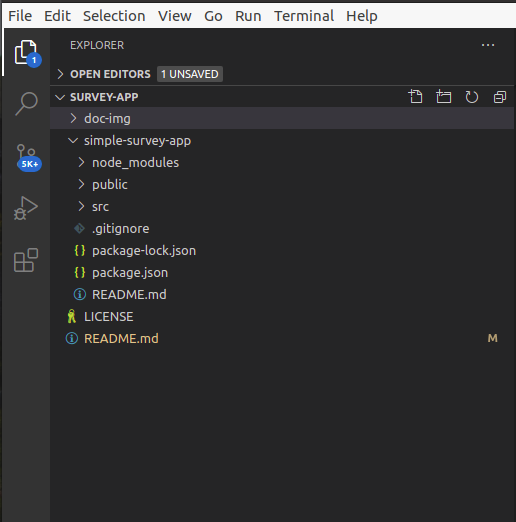 File Edit Selection View Go Run Terminal Help
EXPLORER
1
OPEN EDITORS 1 UNSAVED
SURVEY-APP
doc-img
simple-survey-app
5K+
node_modules
public
src
.gitignore
package-lock.json
package.json
README.md
LICENSE
README.md M